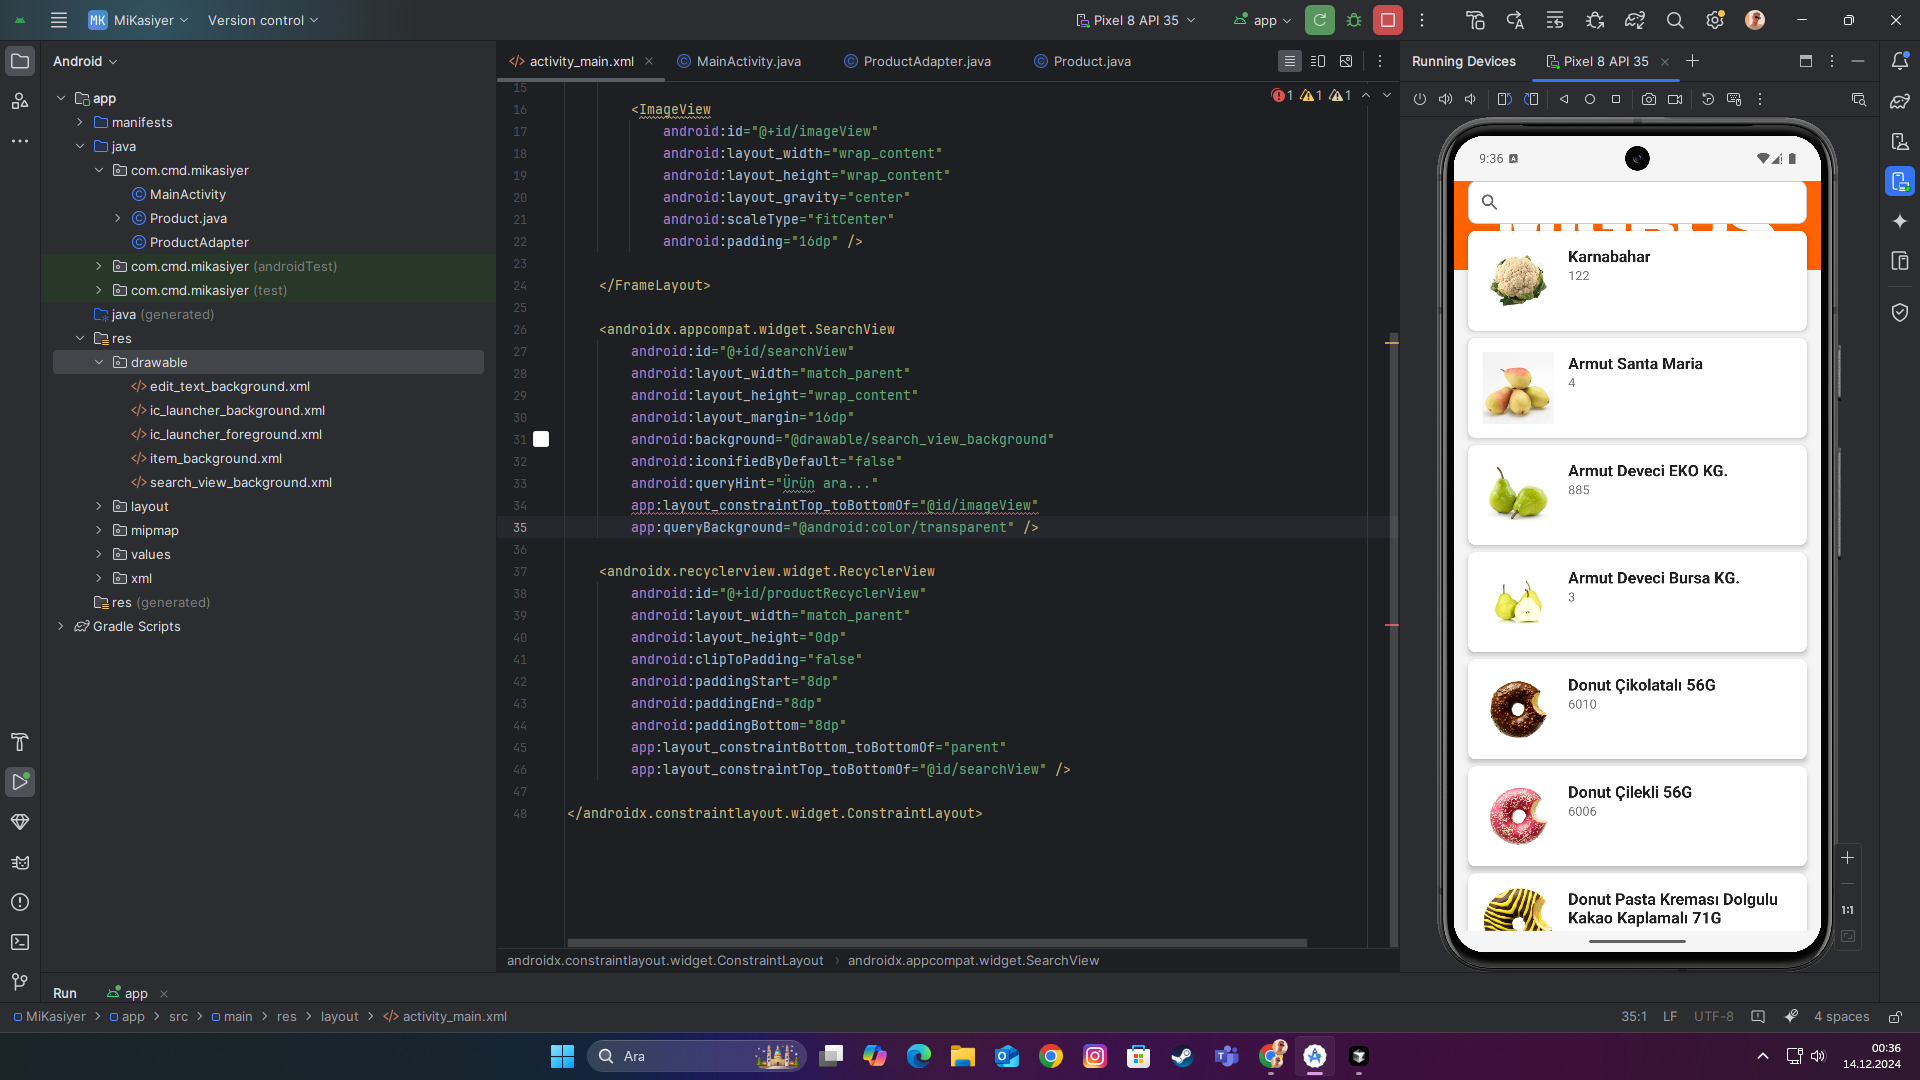 MK MiKasiyer
Version control
Pixel 8 API 35
app
Android
activity_main.xml
MainActivity.java
ProductAdapter.java
Product.java
Running Devices
Pixel 8 API 35
app
manifests
java
com.cmd.mikasiyer
MainActivity
Product.java
ProductAdapter
com.cmd.mikasiyer (androidTest)
com.cmd.mikasiyer (test)
java (generated)
res
drawable
edit_text_background.xml
ic_launcher_background.xml
ic_launcher_foreground.xml
item_background.xml
search_view_background.xml
layout
mipmap
values
xml
res (generated)
Gradle Scripts
1 1 1
15
16 <ImageView
17 android:id="@+id/imageView"
18 android:layout_width="wrap_content"
19 android:layout_height="wrap_content"
20 android:layout_gravity="center"
21 android:scaleType="fitCenter"
22 android:padding="16dp" />
23
24 </FrameLayout>
25
26 <androidx.appcompat.widget.SearchView
27 android:id="@+id/searchView"
28 android:layout_width="match_parent"
29 android:layout_height="wrap_content"
30 android:layout_margin="16dp"
31 android:background="@drawable/search_view_background"
32 android:iconifiedByDefault="false"
33 android:queryHint="Ürün ara..."
34 app:layout_constraintTop_toBottomOf="@id/imageView"
35 app:queryBackground="@android:color/transparent" />
36
37 <androidx.recyclerview.widget.RecyclerView
38 android:id="@+id/productRecyclerView"
39 android:layout_width="match_parent"
40 android:layout_height="0dp"
41 android:clipToPadding="false"
42 android:paddingStart="8dp"
43 android:paddingEnd="8dp"
44 android:paddingBottom="8dp"
45 app:layout_constraintBottom_toBottomOf="parent"
46 app:layout_constraintTop_toBottomOf="@id/searchView" />
47
48 </androidx.constraintlayout.widget.ConstraintLayout>
androidx.constraintlayout.widget.ConstraintLayout
androidx.appcompat.widget.SearchView
9:36
Karnabahar
122
Armut Santa Maria
4
Armut Deveci EKO KG.
885
Armut Deveci Bursa KG.
3
Donut Çikolatalı 56G
6010
Donut Çilekli 56G
6006
Donut Pasta Kreması Dolgulu
Kakao Kaplamalı 71G
1:1
Run
app
MiKasiyer
app
src
main
res
layout
activity_main.xml
35:1
LF
UTF-8
4 spaces
Ara
00:36
14.12.2024